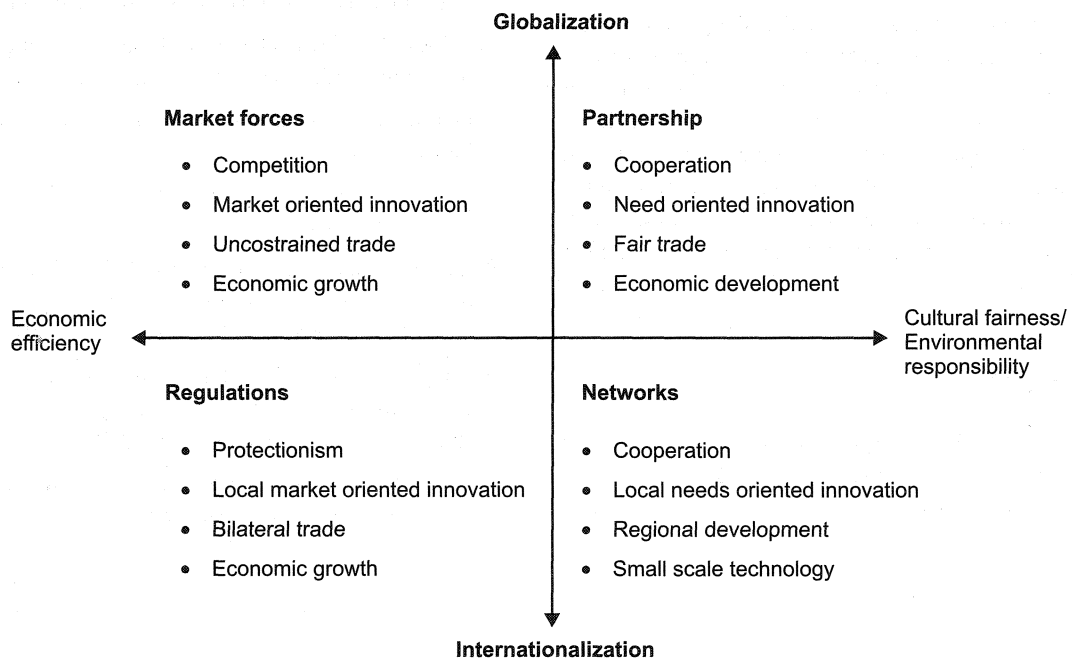 Globalization
Market forces
• Competition
• Market oriented innovation
• Uncostrained trade
• Economic growth
Partnership
• Cooperation
• Need oriented innovation
• Fair trade
• Economic development
Economic
efficiency
Cultural fairness/
Environmental
responsibility
Regulations
• Protectionism
• Local market oriented innovation
• Bilateral trade
• Economic growth
Networks
• Cooperation
• Local needs oriented innovation
• Regional development
• Small scale technology
Internationalization